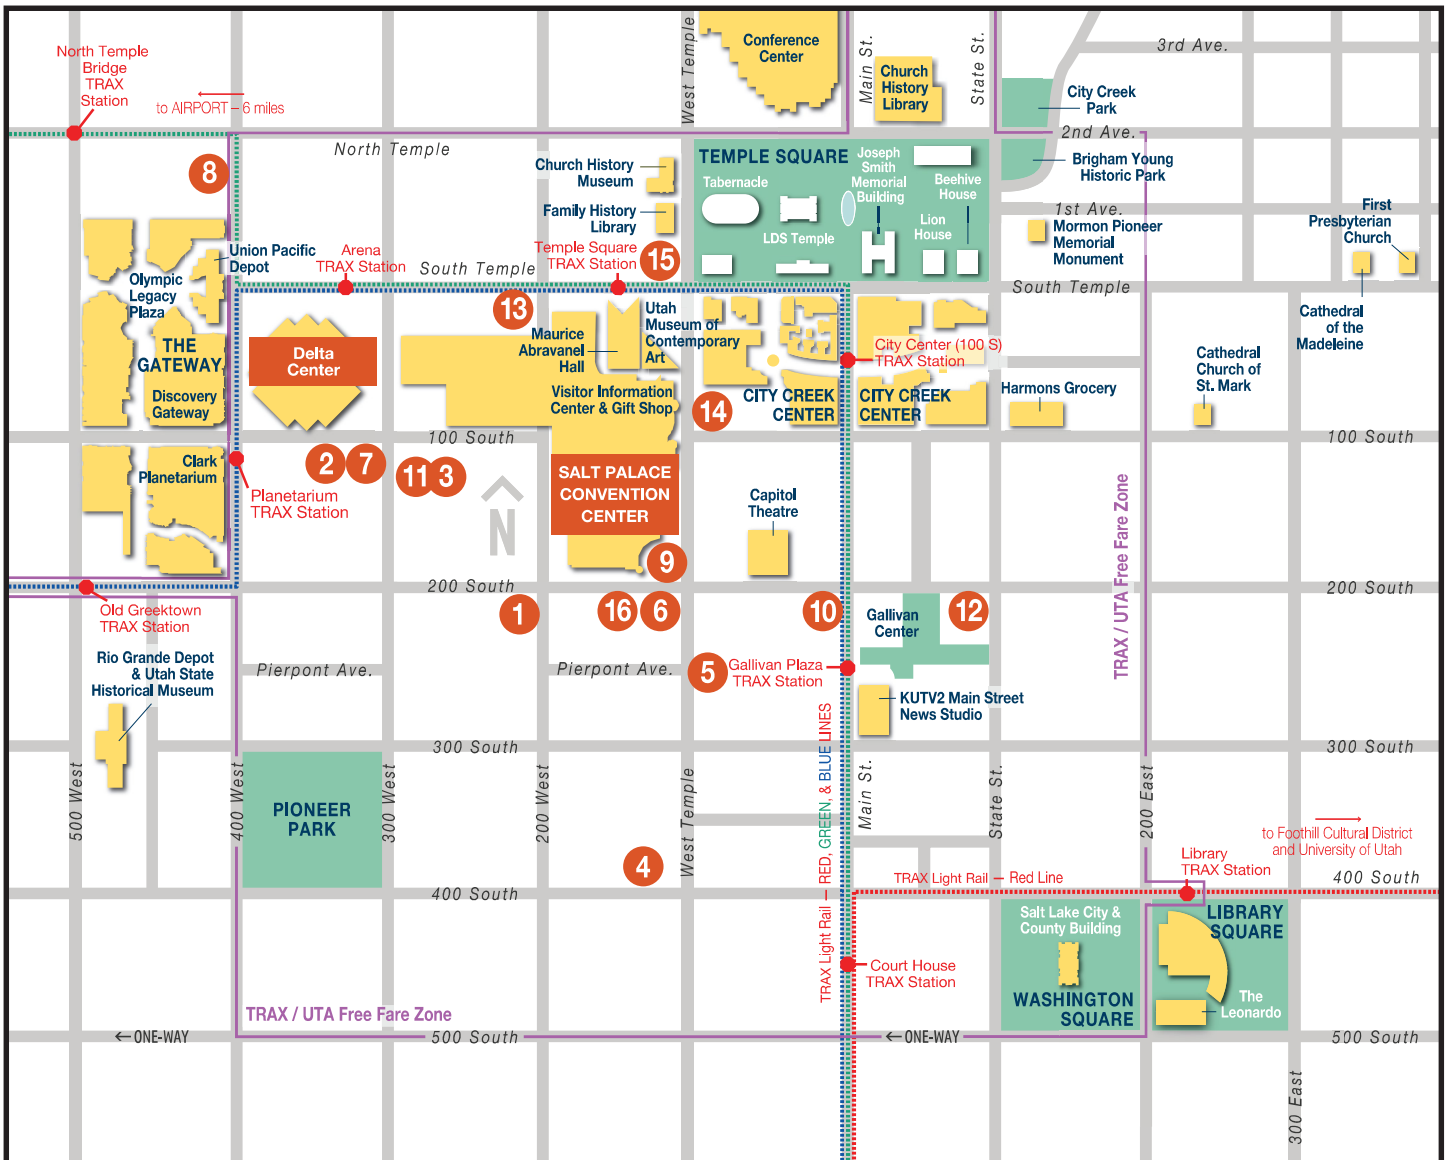 North Temple
Bridge
TRAX
Station
to AIRPORT – 6 miles
West Temple
Conference
Center
Main St.
Church
History
Library
State St.
3rd Ave.
City Creek
Park
2nd Ave.
Brigham Young
Historic Park
North Temple
8
Church History
Museum
Family History
Library
TEMPLE SQUARE
Tabernacle
LDS Temple
Joseph
Smith
Memorial
Building
Beehive
House
Lion
House
1st Ave.
Mormon Pioneer
Memorial
Monument
First
Presbyterian
Church
Union Pacific
Depot
Olympic
Legacy
Plaza
Arena
TRAX Station
South Temple
Temple Square
TRAX Station
15
South Temple
Cathedral
of the
Madeleine
THE
GATEWAY
Discovery
Gateway
Delta
Center
13
Maurice
Abravanel
Hall
Utah
Museum of
Contemporary
Art
Visitor Information
Center & Gift Shop
14
CITY CREEK
CENTER
City Center (100 S)
TRAX Station
CITY CREEK
CENTER
Harmons Grocery
Cathedral
Church of
St. Mark
100 South
100 South
Clark
Planetarium
Planetarium
TRAX Station
2
7
11
3
N
SALT PALACE
CONVENTION
CENTER
Capitol
Theatre
9
TRAX / UTA Free Fare Zone
200 South
200 South
Old Greektown
TRAX Station
1
16
6
10
Gallivan
Center
12
Rio Grande Depot
& Utah State
Historical Museum
Pierpont Ave.
Pierpont Ave.
5
Gallivan Plaza
TRAX Station
KUTV2 Main Street
News Studio
300 South
300 South
500 West
400 West
PIONEER
PARK
300 West
200 West
West Temple
TRAX Light Rail – RED, GREEN, & BLUE LINES
Main St.
State St.
200 East
4
to Foothill Cultural District
and University of Utah
Library
TRAX Station
400 South
TRAX Light Rail – Red Line
400 South
Salt Lake City &
County Building
WASHINGTON
SQUARE
LIBRARY
SQUARE
The
Leonardo
Court House
TRAX Station
TRAX / UTA Free Fare Zone
ONE-WAY
500 South
ONE-WAY
500 South
300 East